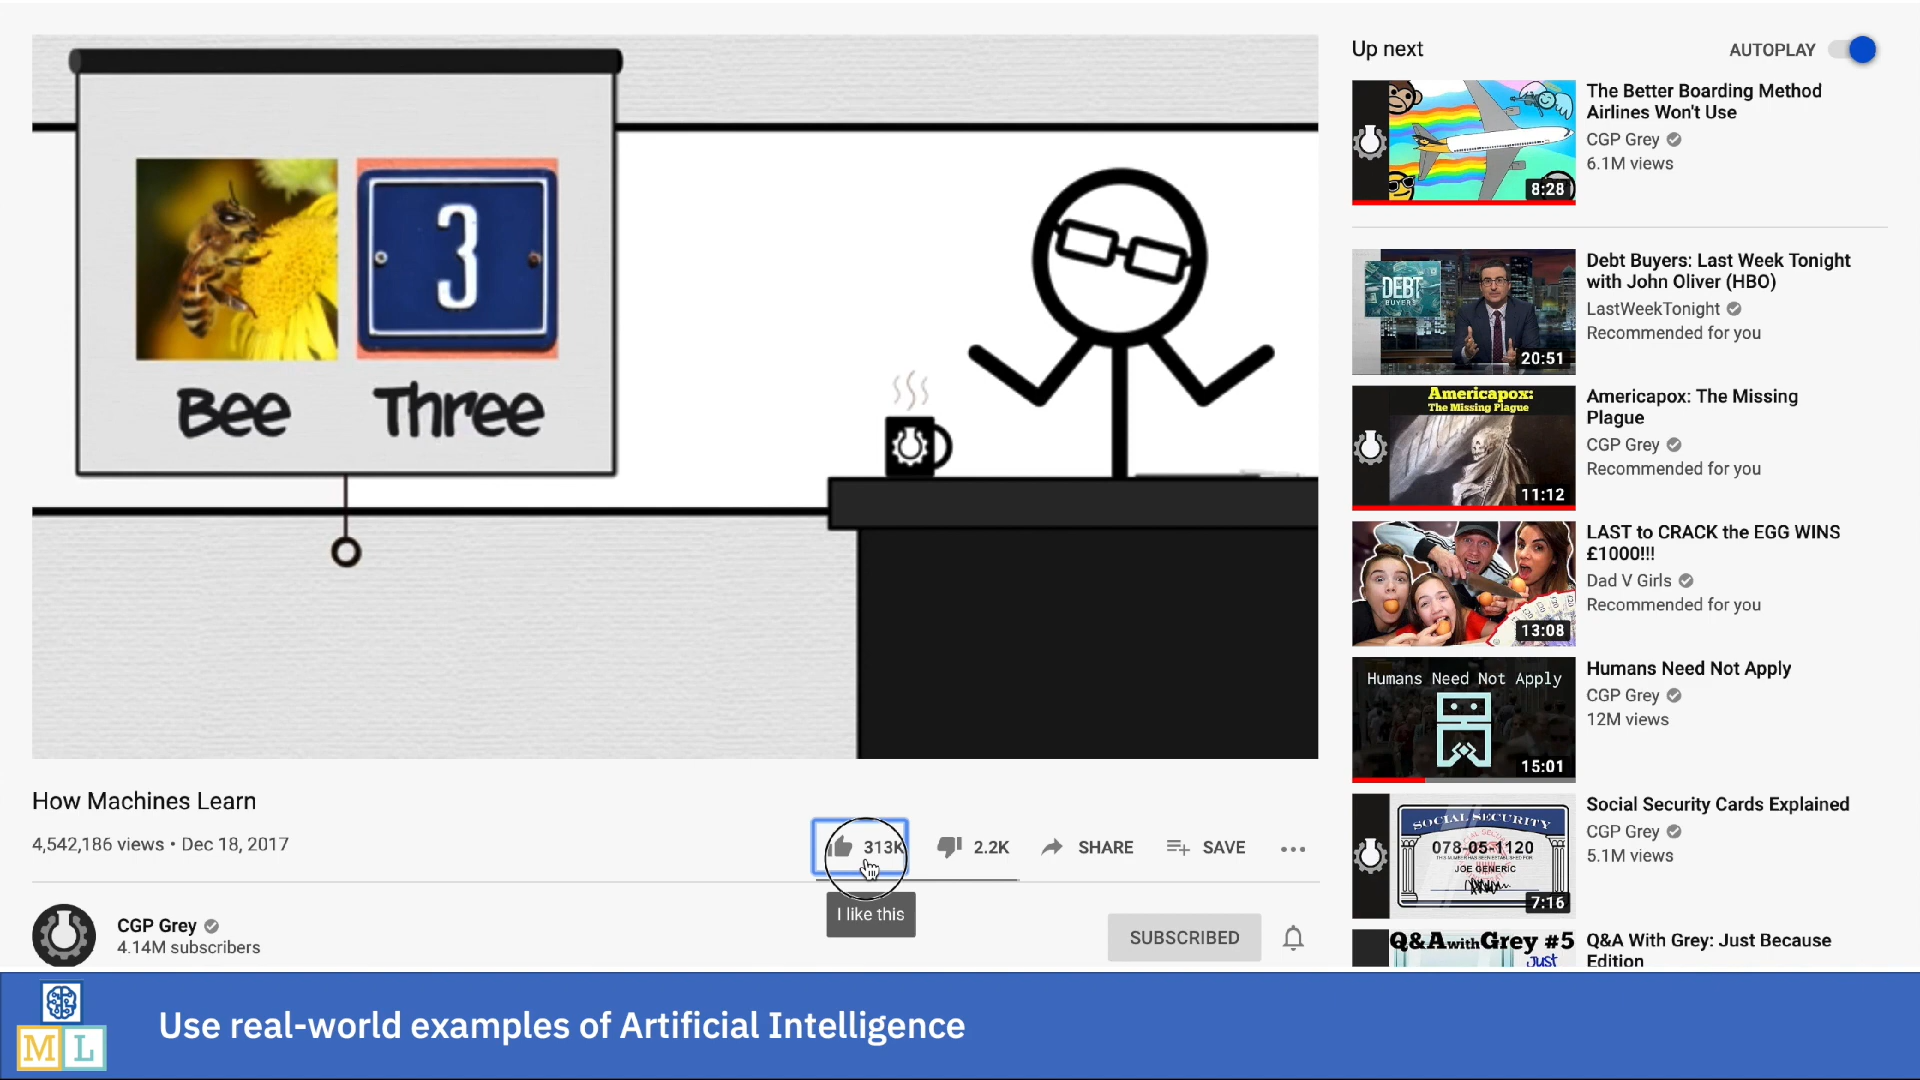 3
Bee
Three
How Machines Learn
4,542,186 views • Dec 18, 2017
313K
2.2K
SHARE
SAVE
I like this
CGP Grey
4.14M subscribers
SUBSCRIBED
Up next
AUTOPLAY
8:28
The Better Boarding Method
Airlines Won't Use
CGP Grey
6.1M views
DEBT
BUYERS
20:51
Debt Buyers: Last Week Tonight
with John Oliver (HBO)
LastWeekTonight
Recommended for you
Americapox:
The Missing Plague
11:12
Americapox: The Missing
Plague
CGP Grey
Recommended for you
13:08
LAST to CRACK the EGG WINS
£1000!!!
Dad V Girls
Recommended for you
Humans Need Not Apply
15:01
Humans Need Not Apply
CGP Grey
12M views
SOCIAL SECURITY
078-05-1120
JOE GENERIC
7:16
Social Security Cards Explained
CGP Grey
5.1M views
Q&A with Grey #5
Just
Q&A With Grey: Just Because
Edition
M L
Use real-world examples of Artificial Intelligence